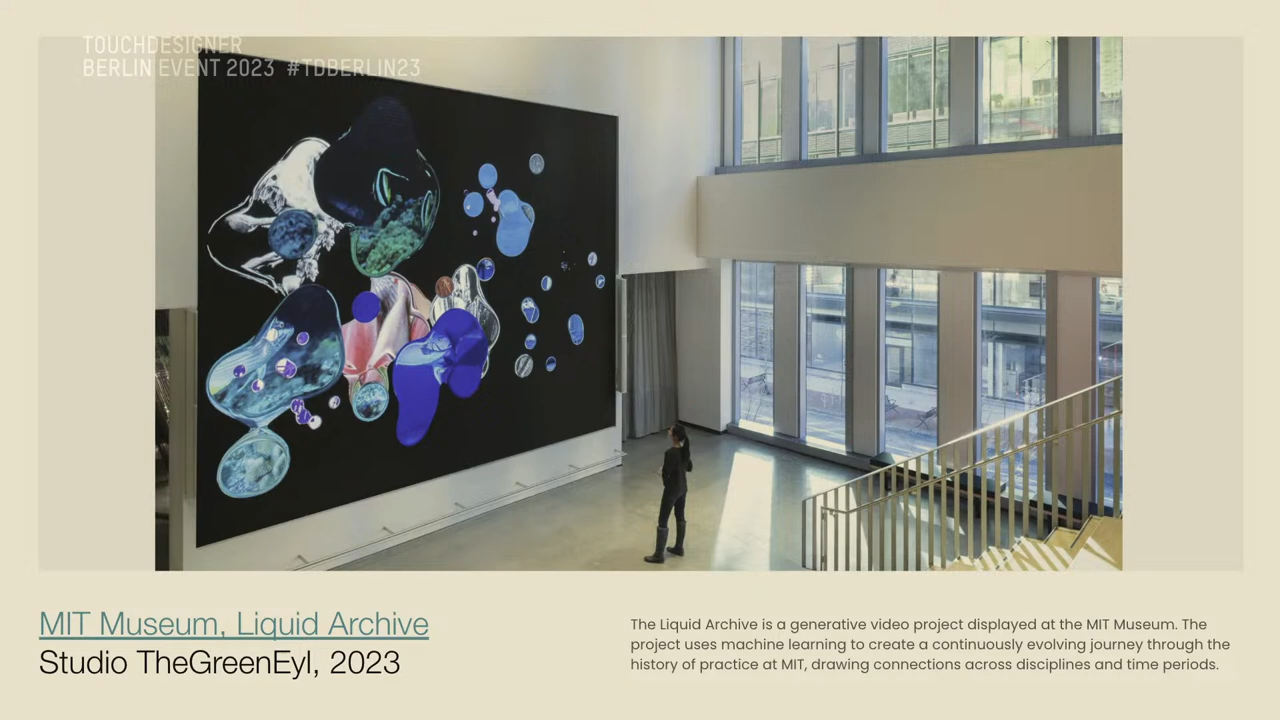 TOUCHDESIGNER
BERLIN EVENT 2023 #TDBERLIN23
MIT Museum, Liquid Archive
Studio TheGreenEyl, 2023
The Liquid Archive is a generative video project displayed at the MIT Museum. The
project uses machine learning to create a continuously evolving journey through the
history of practice at MIT, drawing connections across disciplines and time periods.